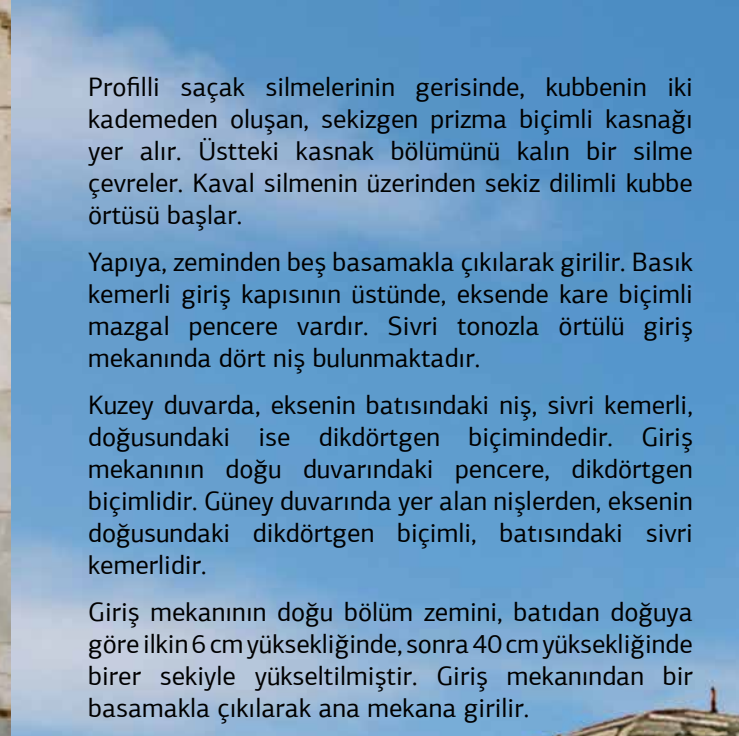 Profilli saçak silmelerinin gerisinde, kubbenin iki
kademeden oluşan, sekizgen prizma biçimli kasnağı
yer alır. Üstteki kasnak bölümünü kalın bir silme
çevreler. Kaval silmenin üzerinden sekiz dilimli kubbe
örtüsü başlar.
Yapıya, zeminden beş basamakla çıkılarak girilir. Basık
kemerli giriş kapısının üstünde, eksende kare biçimli
mazgal pencere vardır. Sivri tonozla örtülü giriş
mekanında dört niş bulunmaktadır.
Kuzey duvarda, eksenin batısındaki niş, sivri kemerli,
doğusundaki ise dikdörtgen biçimindedir. Giriş
mekanının doğu duvarındaki pencere, dikdörtgen
biçimlidir. Güney duvarında yer alan nişlerden, eksenin
doğusundaki dikdörtgen biçimli, batısındaki sivri
kemerlidir.
Giriş mekanının doğu bölüm zemini, batıdan doğuya
göre ilkin 6 cm yüksekliğinde, sonra 40 cm yüksekliğinde
birer sekiyle yükseltilmiştir. Giriş mekanından bir
basamakla çıkılarak ana mekana girilir.